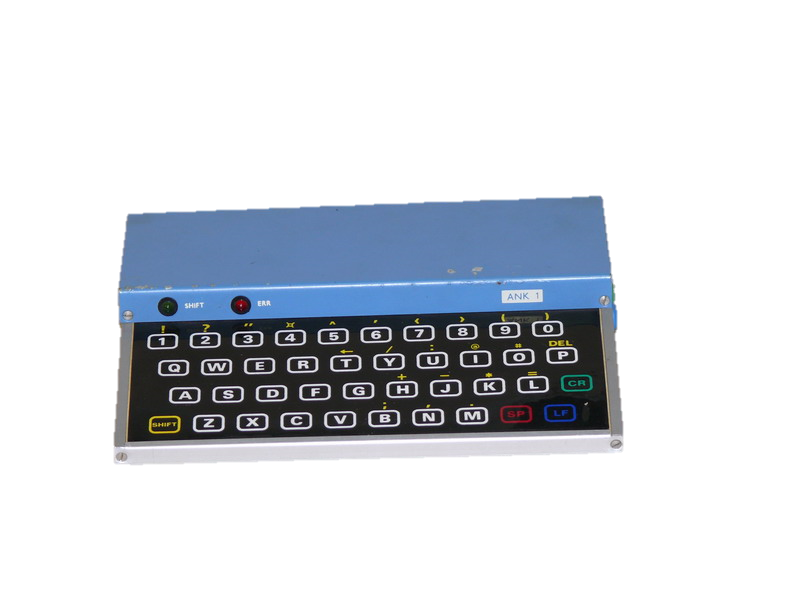 SHIFT ERR ANK 1
! ? " ¤ ^ ' < > ( )
1 2 3 4 5 6 7 8 9 0
← / : @ ¤ DEL
Q W E R T Y U I O P
+ — * =
A S D F G H J K L CR
; , .
SHIFT Z X C V B N M SP LF